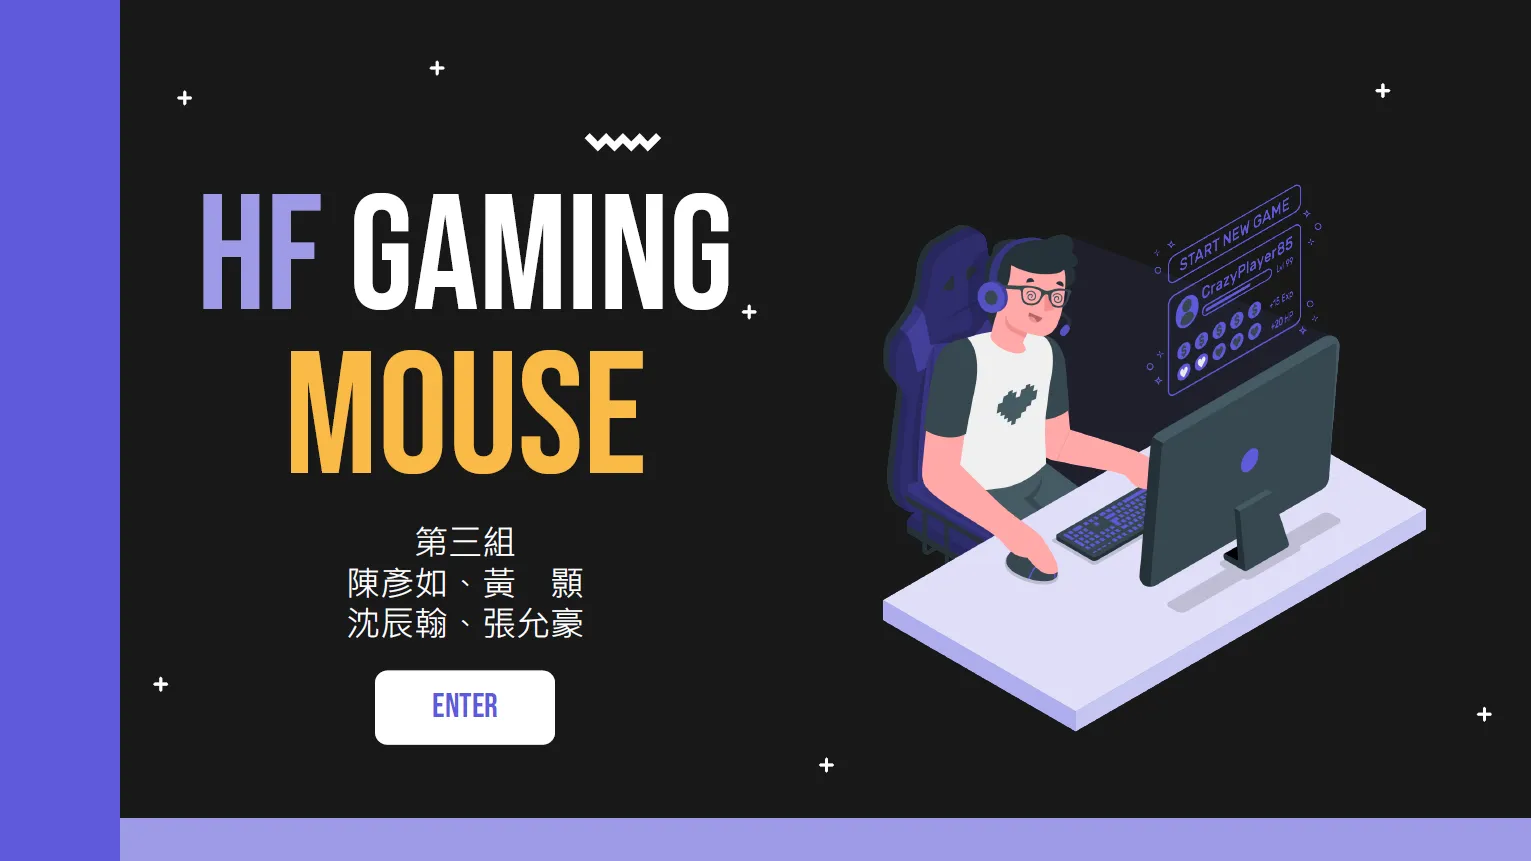 HF GAMING
MOUSE
第三組
陳彥如、黃　顥
沈辰翰、張允豪
ENTER
START NEW GAME
CrazyPlayer85
Lvl 99
+15 Exp
+20 HP